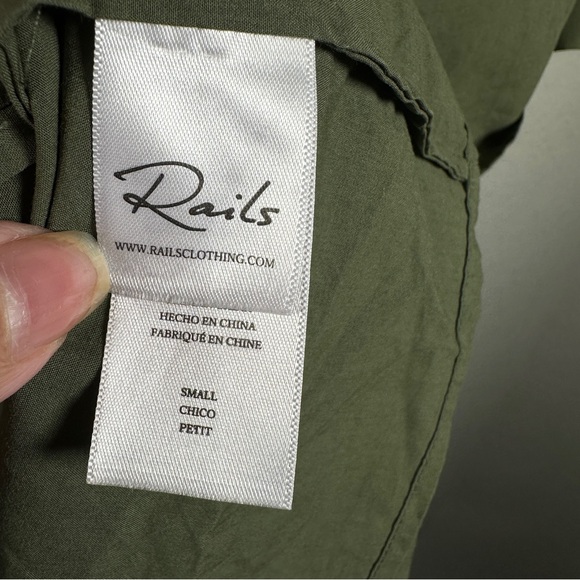 Rails
WWW.RAILSCLOTHING.COM
HECHO EN CHINA
FABRIQUÉ EN CHINE
SMALL
CHICO
PETIT